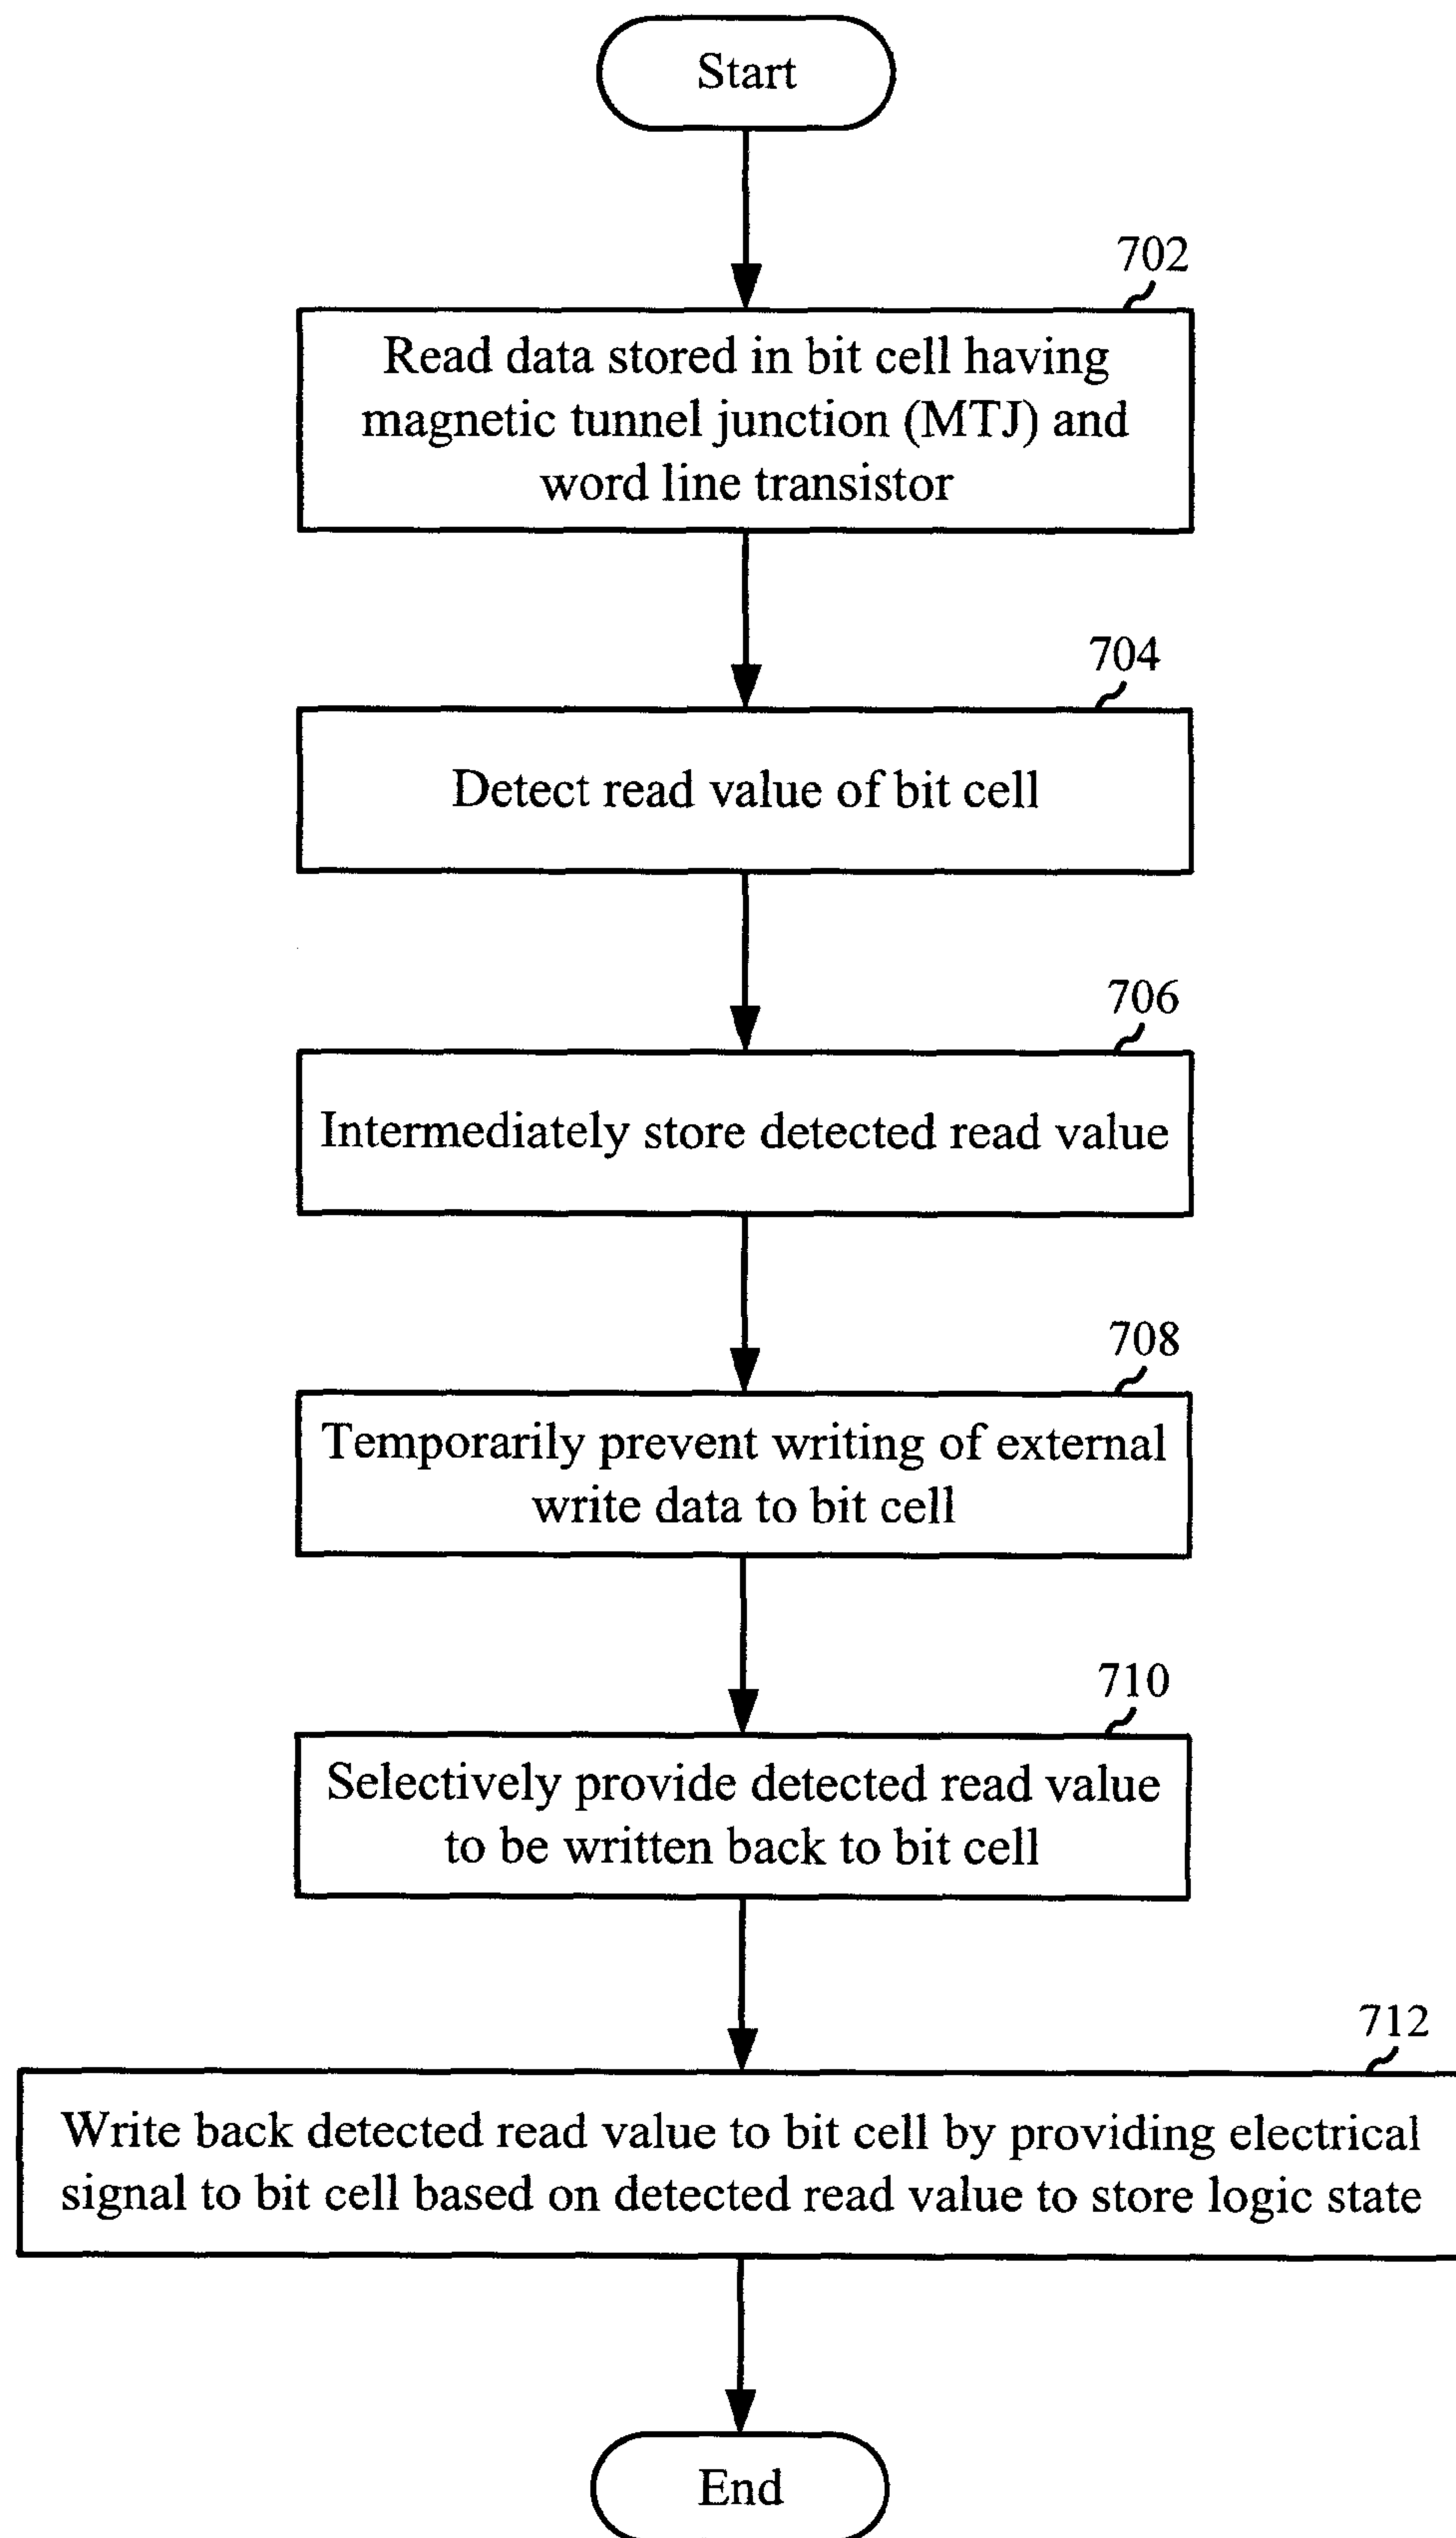 Start
702
Read data stored in bit cell having
magnetic tunnel junction (MTJ) and
word line transistor
704
Detect read value of bit cell
706
Intermediately store detected read value
708
Temporarily prevent writing of external
write data to bit cell
710
Selectively provide detected read value
to be written back to bit cell
712
Write back detected read value to bit cell by providing electrical
signal to bit cell based on detected read value to store logic state
End